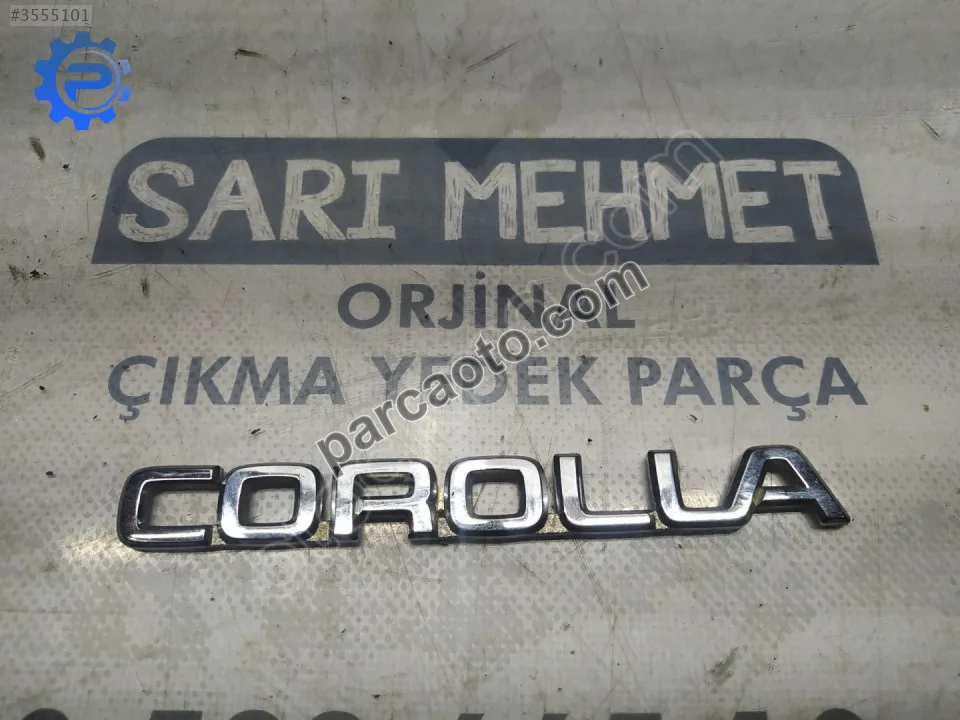 #3555101
SARI MEHMET
ORJİNAL
ÇIKMA YEDEK PARÇA
parcaoto.com
COROLLA